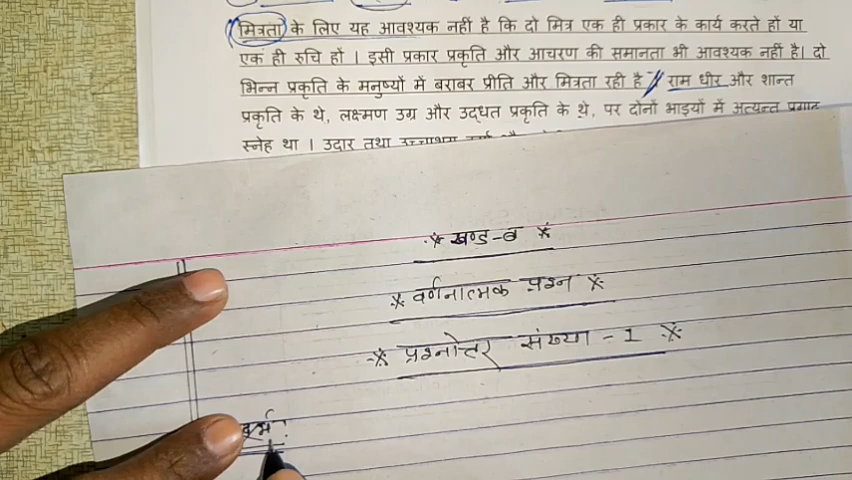 मित्रता के लिए यह आवश्यक नहीं है कि दो मित्र एक ही प्रकार के कार्य करते हों या
एक ही रुचि हों । इसी प्रकार प्रकृति और आचरण की समानता भी आवश्यक नहीं है। दो
भिन्न प्रकृति के मनुष्यों में बराबर प्रीति और मित्रता रही है राम धीर और शान्त
प्रकृति के थे, लक्ष्मण उग्र और उद्धत प्रकृति के थे, पर दोनों भाइयों में अत्यन्त प्रगाढ़
स्नेह था । उदार तथा
* खण्ड-ब *
* वर्णनात्मक प्रश्न *
* प्रश्नोत्तर संख्या - 1 *